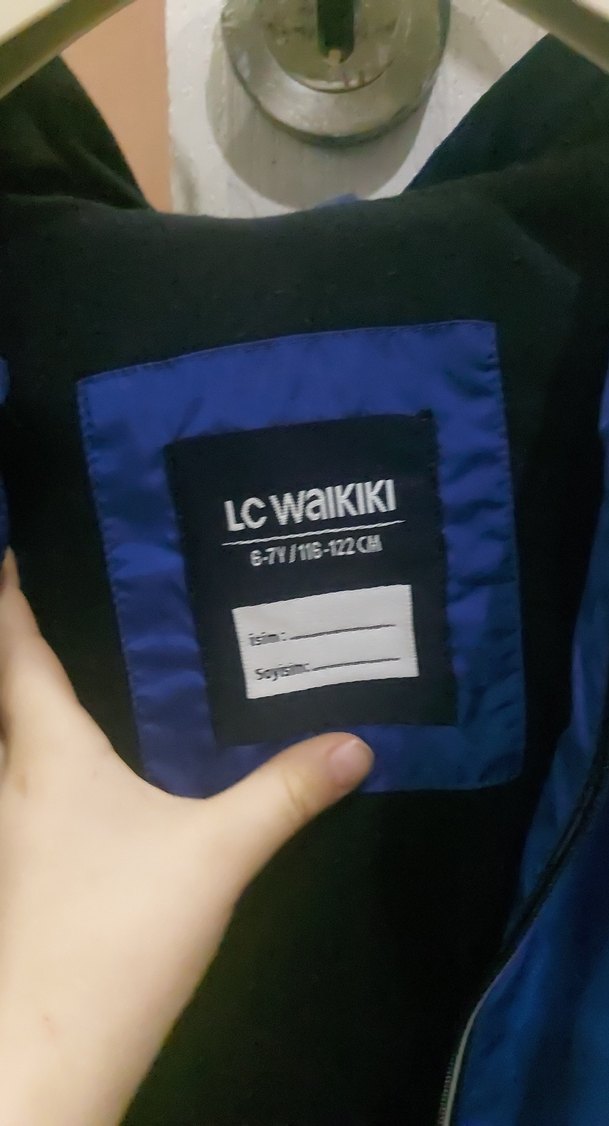 LC WAIKIKI
6-7Y / 116-122 CM
İsim:
Soyisim: